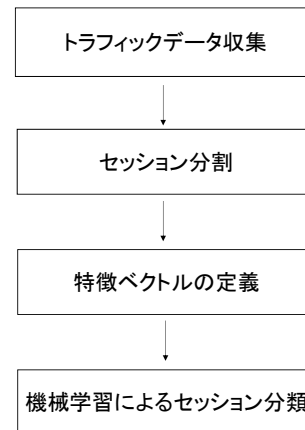 トラフィックデータ収集
セッション分割
特徴ベクトルの定義
機械学習によるセッション分類